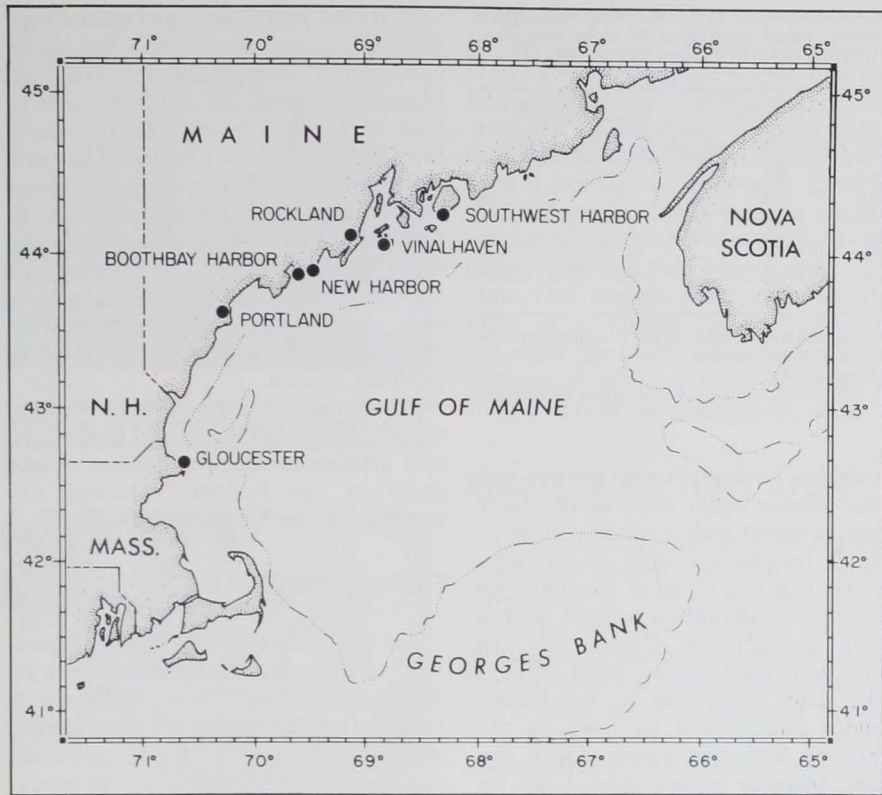 71° 70° 69° 68° 67° 66° 65°
45° 45°
MAINE
ROCKLAND
SOUTHWEST HARBOR
NOVA
SCOTIA
44° 44°
VINALHAVEN
BOOTHBAY HARBOR
NEW HARBOR
PORTLAND
43° 43°
N.H.
GULF OF MAINE
GLOUCESTER
MASS.
42° 42°
GEORGES BANK
41° 41°
71° 70° 69° 68° 67° 66° 65°